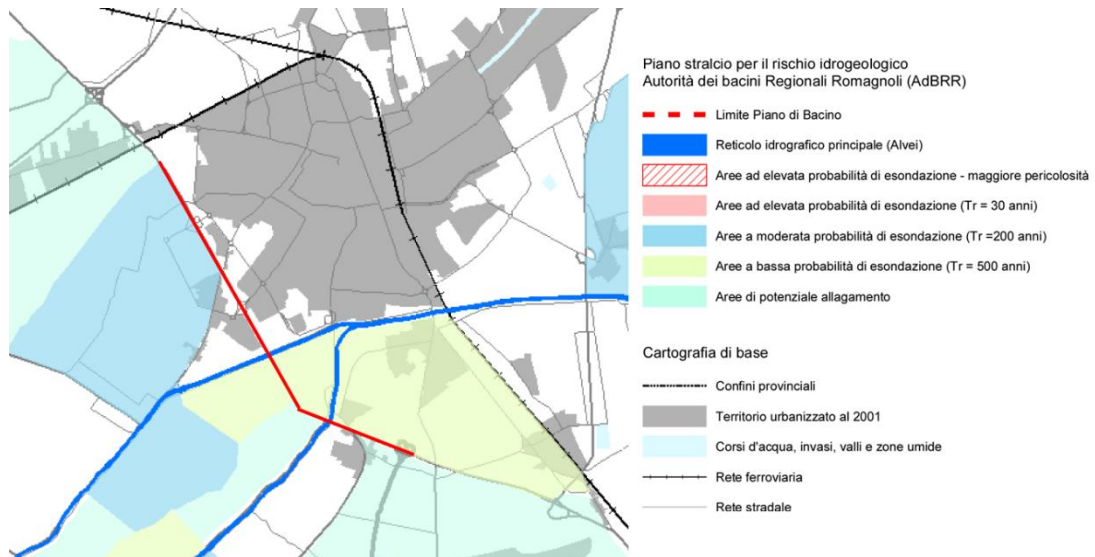 Piano stralcio per il rischio idrogeologico
Autorità dei bacini Regionali Romagnoli (AdBRR)
Limite Piano di Bacino
Reticolo idrografico principale (Alvei)
Aree ad elevata probabilità di esondazione - maggiore pericolosità
Aree ad elevata probabilità di esondazione (Tr = 30 anni)
Aree a moderata probabilità di esondazione (Tr =200 anni)
Aree a bassa probabilità di esondazione (Tr = 500 anni)
Aree di potenziale allagamento
Cartografia di base
Confini provinciali
Territorio urbanizzato al 2001
Corsi d'acqua, invasi, valli e zone umide
Rete ferroviaria
Rete stradale